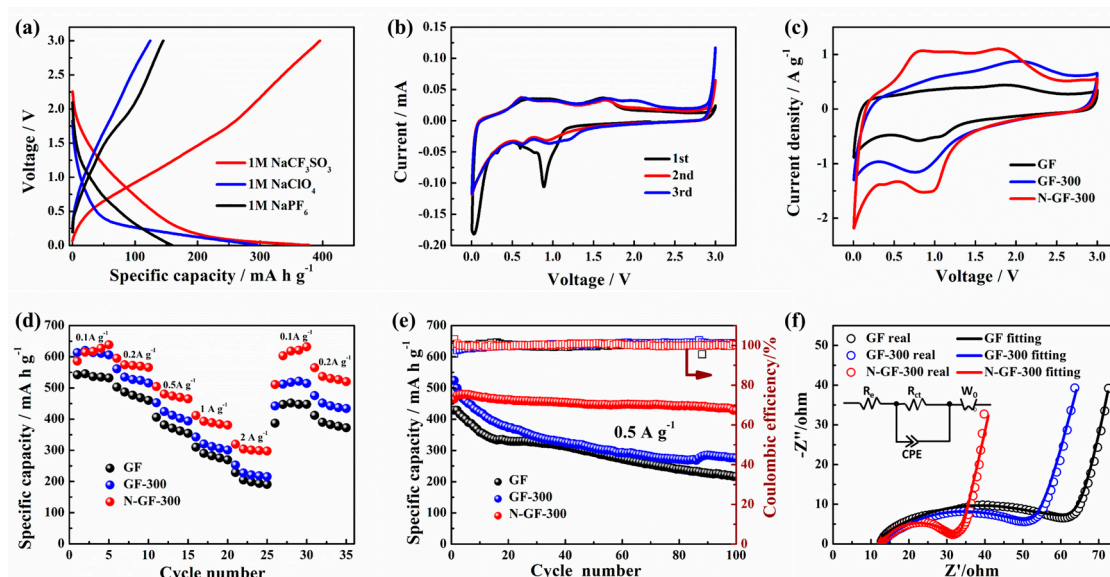 (a)
3.0
2.5
2.0
1.5
1.0
0.5
0.0
Voltage / V
1M NaCF₃SO₃
1M NaClO₄
1M NaPF₆
0 100 200 300 400
Specific capacity / mA h g⁻¹
(b)
0.15
0.10
0.05
0.00
-0.05
-0.10
-0.15
-0.20
Current / mA
1st
2nd
3rd
0.0 0.5 1.0 1.5 2.0 2.5 3.0
Voltage / V
(c)
1
0
-1
-2
Current density / A g⁻¹
GF
GF-300
N-GF-300
0.0 0.5 1.0 1.5 2.0 2.5 3.0
Voltage / V
(d)
700
600
500
400
300
200
100
0
Specific capacity / mA h g⁻¹
0.1A g⁻¹
0.2A g⁻¹
0.5A g⁻¹
1 A g⁻¹
2 A g⁻¹
0.1A g⁻¹
0.2A g⁻¹
GF
GF-300
N-GF-300
0 5 10 15 20 25 30 35
Cycle number
(e)
700
600
500
400
300
200
100
0
Specific capacity / mA h g⁻¹
0.5 A g⁻¹
GF
GF-300
N-GF-300
100
80
60
40
20
0
Coulombic efficiency/%
0 20 40 60 80 100
Cycle number
(f)
50
40
30
20
10
0
-Z''/ohm
GF real
GF-300 real
N-GF-300 real
GF fitting
GF-300 fitting
N-GF-300 fitting
Rₑ
R_ct
W₀
CPE
0 10 20 30 40 50 60 70
Z'/ohm